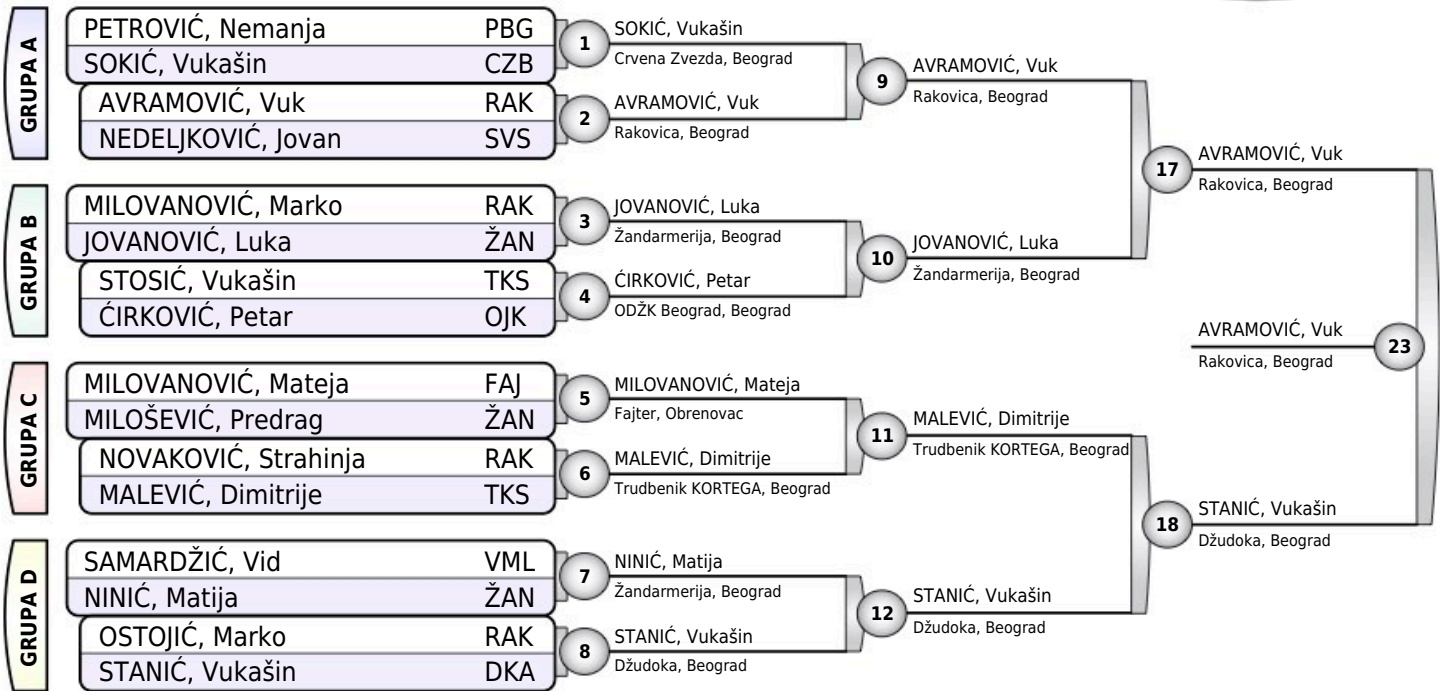 GRUPA A
PETROVIĆ, Nemanja PBG
SOKIĆ, Vukašin CZB
AVRAMOVIĆ, Vuk RAK
NEDELJKOVIĆ, Jovan SVS
1
SOKIĆ, Vukašin
Crvena Zvezda, Beograd
2
AVRAMOVIĆ, Vuk
Rakovica, Beograd
9
AVRAMOVIĆ, Vuk
Rakovica, Beograd
GRUPA B
MILOVANOVIĆ, Marko RAK
JOVANOVIĆ, Luka ŽAN
STOSIĆ, Vukašin TKS
ĆIRKOVIĆ, Petar OJK
3
JOVANOVIĆ, Luka
Žandarmerija, Beograd
4
ĆIRKOVIĆ, Petar
ODŽK Beograd, Beograd
10
JOVANOVIĆ, Luka
Žandarmerija, Beograd
17
AVRAMOVIĆ, Vuk
Rakovica, Beograd
GRUPA C
MILOVANOVIĆ, Mateja FAJ
MILOŠEVIĆ, Predrag ŽAN
NOVAKOVIĆ, Strahinja RAK
MALEVIĆ, Dimitrije TKS
5
MILOVANOVIĆ, Mateja
Fajter, Obrenovac
6
MALEVIĆ, Dimitrije
Trudbenik KORTEGA, Beograd
11
MALEVIĆ, Dimitrije
Trudbenik KORTEGA, Beograd
GRUPA D
SAMARDŽIĆ, Vid VML
NINIĆ, Matija ŽAN
OSTOJIĆ, Marko RAK
STANIĆ, Vukašin DKA
7
NINIĆ, Matija
Žandarmerija, Beograd
8
STANIĆ, Vukašin
Džudoka, Beograd
12
STANIĆ, Vukašin
Džudoka, Beograd
18
STANIĆ, Vukašin
Džudoka, Beograd
AVRAMOVIĆ, Vuk
Rakovica, Beograd
23